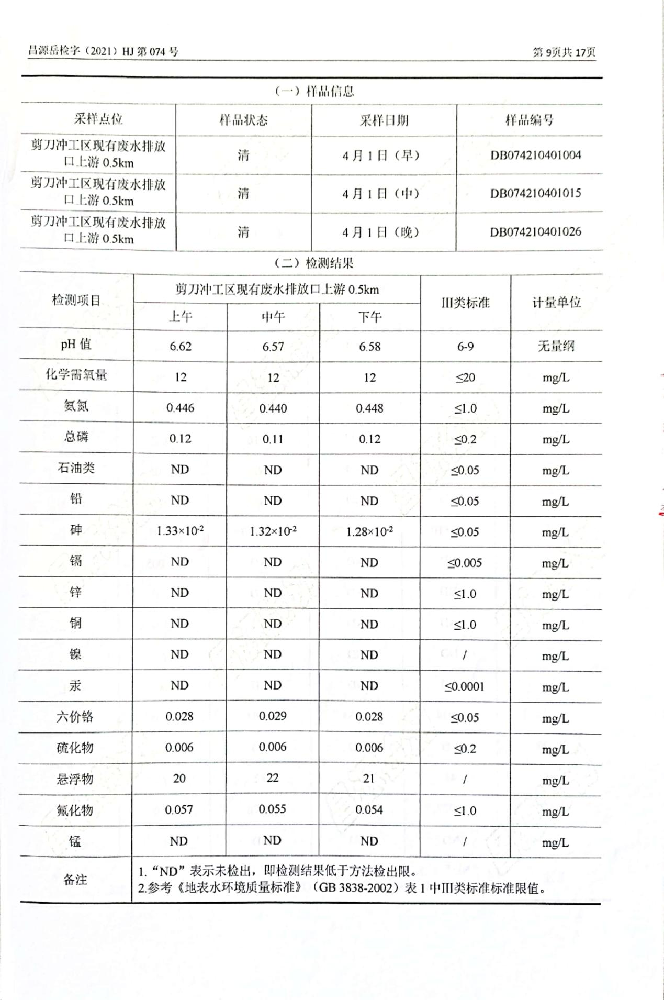 昌源岳检字（2021）HJ 第 074 号 第 9页共 17页
（一）样品信息
采样点位 样品状态 采样日期 样品编号
剪刀冲工区现有废水排放
口上游 0.5km 清 4 月 1 日（早） DB074210401004
剪刀冲工区现有废水排放
口上游 0.5km 清 4 月 1 日（中） DB074210401015
剪刀冲工区现有废水排放
口上游 0.5km 清 4 月 1 日（晚） DB074210401026
（二）检测结果
检测项目 剪刀冲工区现有废水排放口上游 0.5km III类标准 计量单位
上午 中午 下午
pH 值 6.62 6.57 6.58 6-9 无量纲
化学需氧量 12 12 12 ≤20 mg/L
氨氮 0.446 0.440 0.448 ≤1.0 mg/L
总磷 0.12 0.11 0.12 ≤0.2 mg/L
石油类 ND ND ND ≤0.05 mg/L
铅 ND ND ND ≤0.05 mg/L
砷 1.33×10⁻² 1.32×10⁻² 1.28×10⁻² ≤0.05 mg/L
镉 ND ND ND ≤0.005 mg/L
锌 ND ND ND ≤1.0 mg/L
铜 ND ND ND ≤1.0 mg/L
镍 ND ND ND / mg/L
汞 ND ND ND ≤0.0001 mg/L
六价铬 0.028 0.029 0.028 ≤0.05 mg/L
硫化物 0.006 0.006 0.006 ≤0.2 mg/L
悬浮物 20 22 21 / mg/L
氟化物 0.057 0.055 0.054 ≤1.0 mg/L
锰 ND ND ND / mg/L
备注 1.“ND”表示未检出，即检测结果低于方法检出限。
2.参考《地表水环境质量标准》（GB 3838-2002）表 1 中III类标准标准限值。